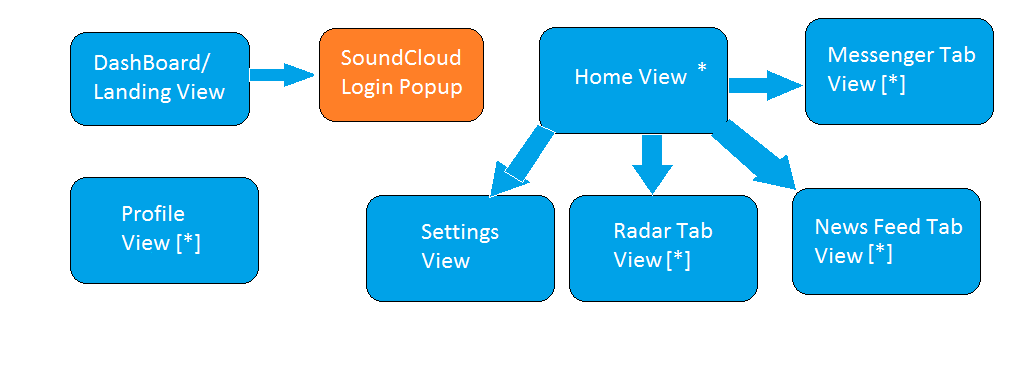 DashBoard/
Landing View
SoundCloud
Login Popup
Home View *
Messenger Tab
View [*]
Profile
View [*]
Settings
View
Radar Tab
View [*]
News Feed Tab
View [*]